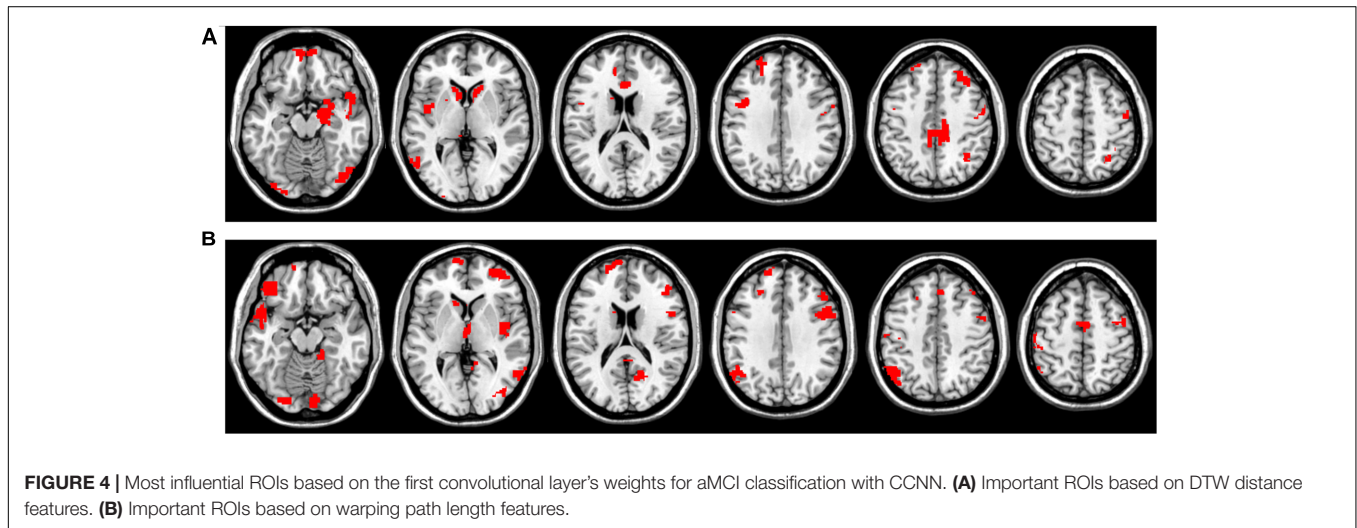 A
B
FIGURE 4 | Most influential ROIs based on the first convolutional layer's weights for aMCI classification with CCNN. (A) Important ROIs based on DTW distance
features. (B) Important ROIs based on warping path length features.